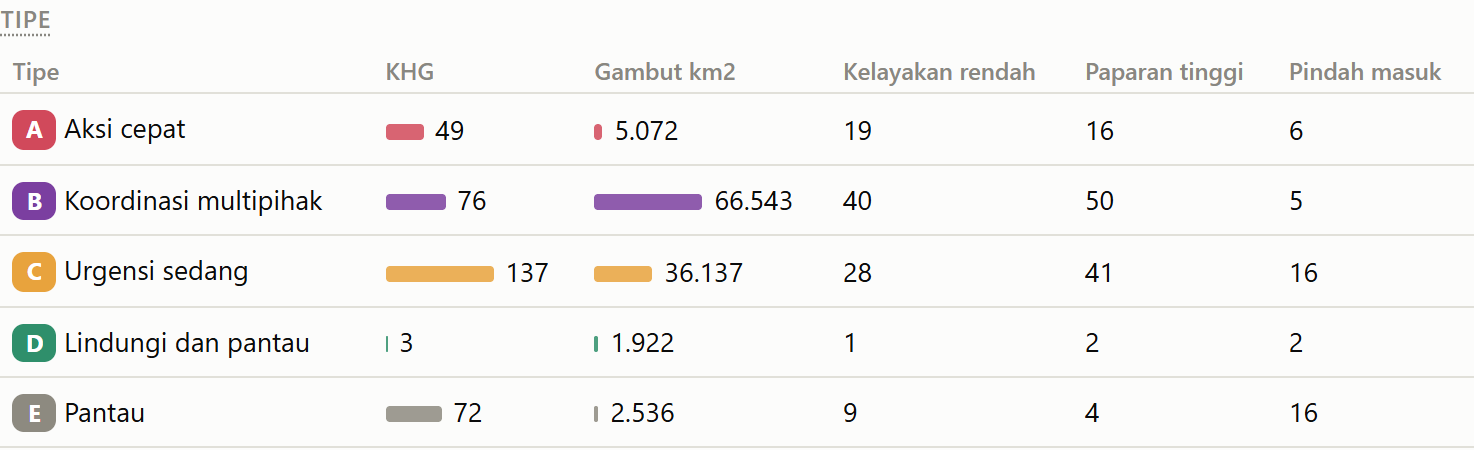 TIPE
Tipe KHG Gambut km2 Kelayakan rendah Paparan tinggi Pindah masuk
A Aksi cepat 49 5.072 19 16 6
B Koordinasi multipihak 76 66.543 40 50 5
C Urgensi sedang 137 36.137 28 41 16
D Lindungi dan pantau 3 1.922 1 2 2
E Pantau 72 2.536 9 4 16